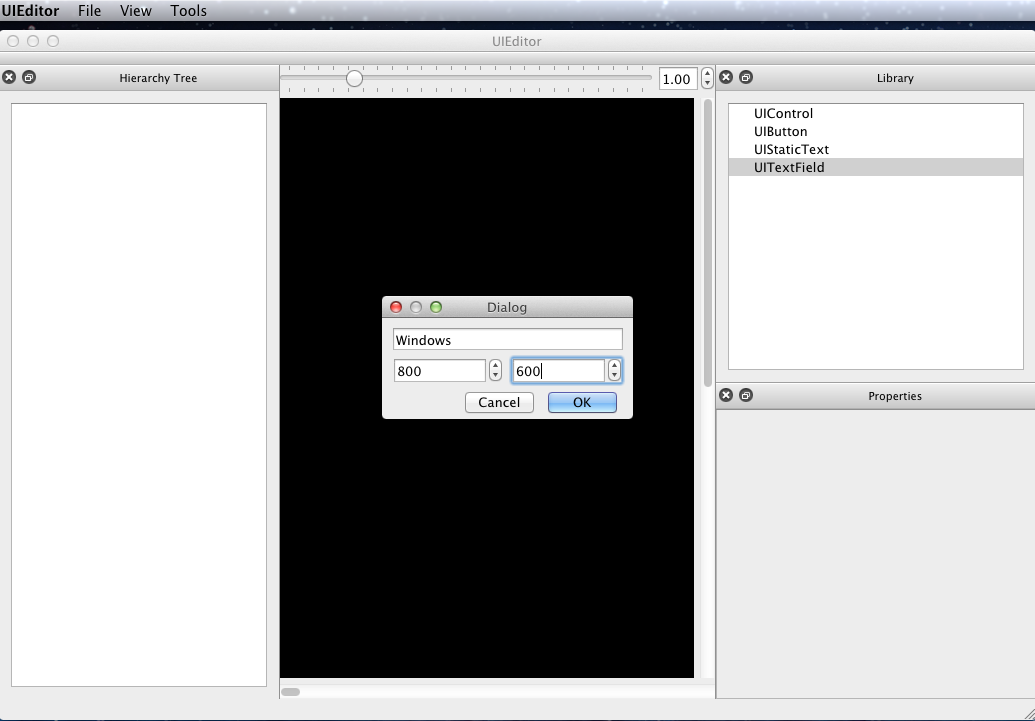 UIEditor File View Tools
UIEditor
Hierarchy Tree
1.00
Library
UIControl
UIButton
UIStaticText
UITextField
Dialog
Windows
800 600
Cancel OK
Properties